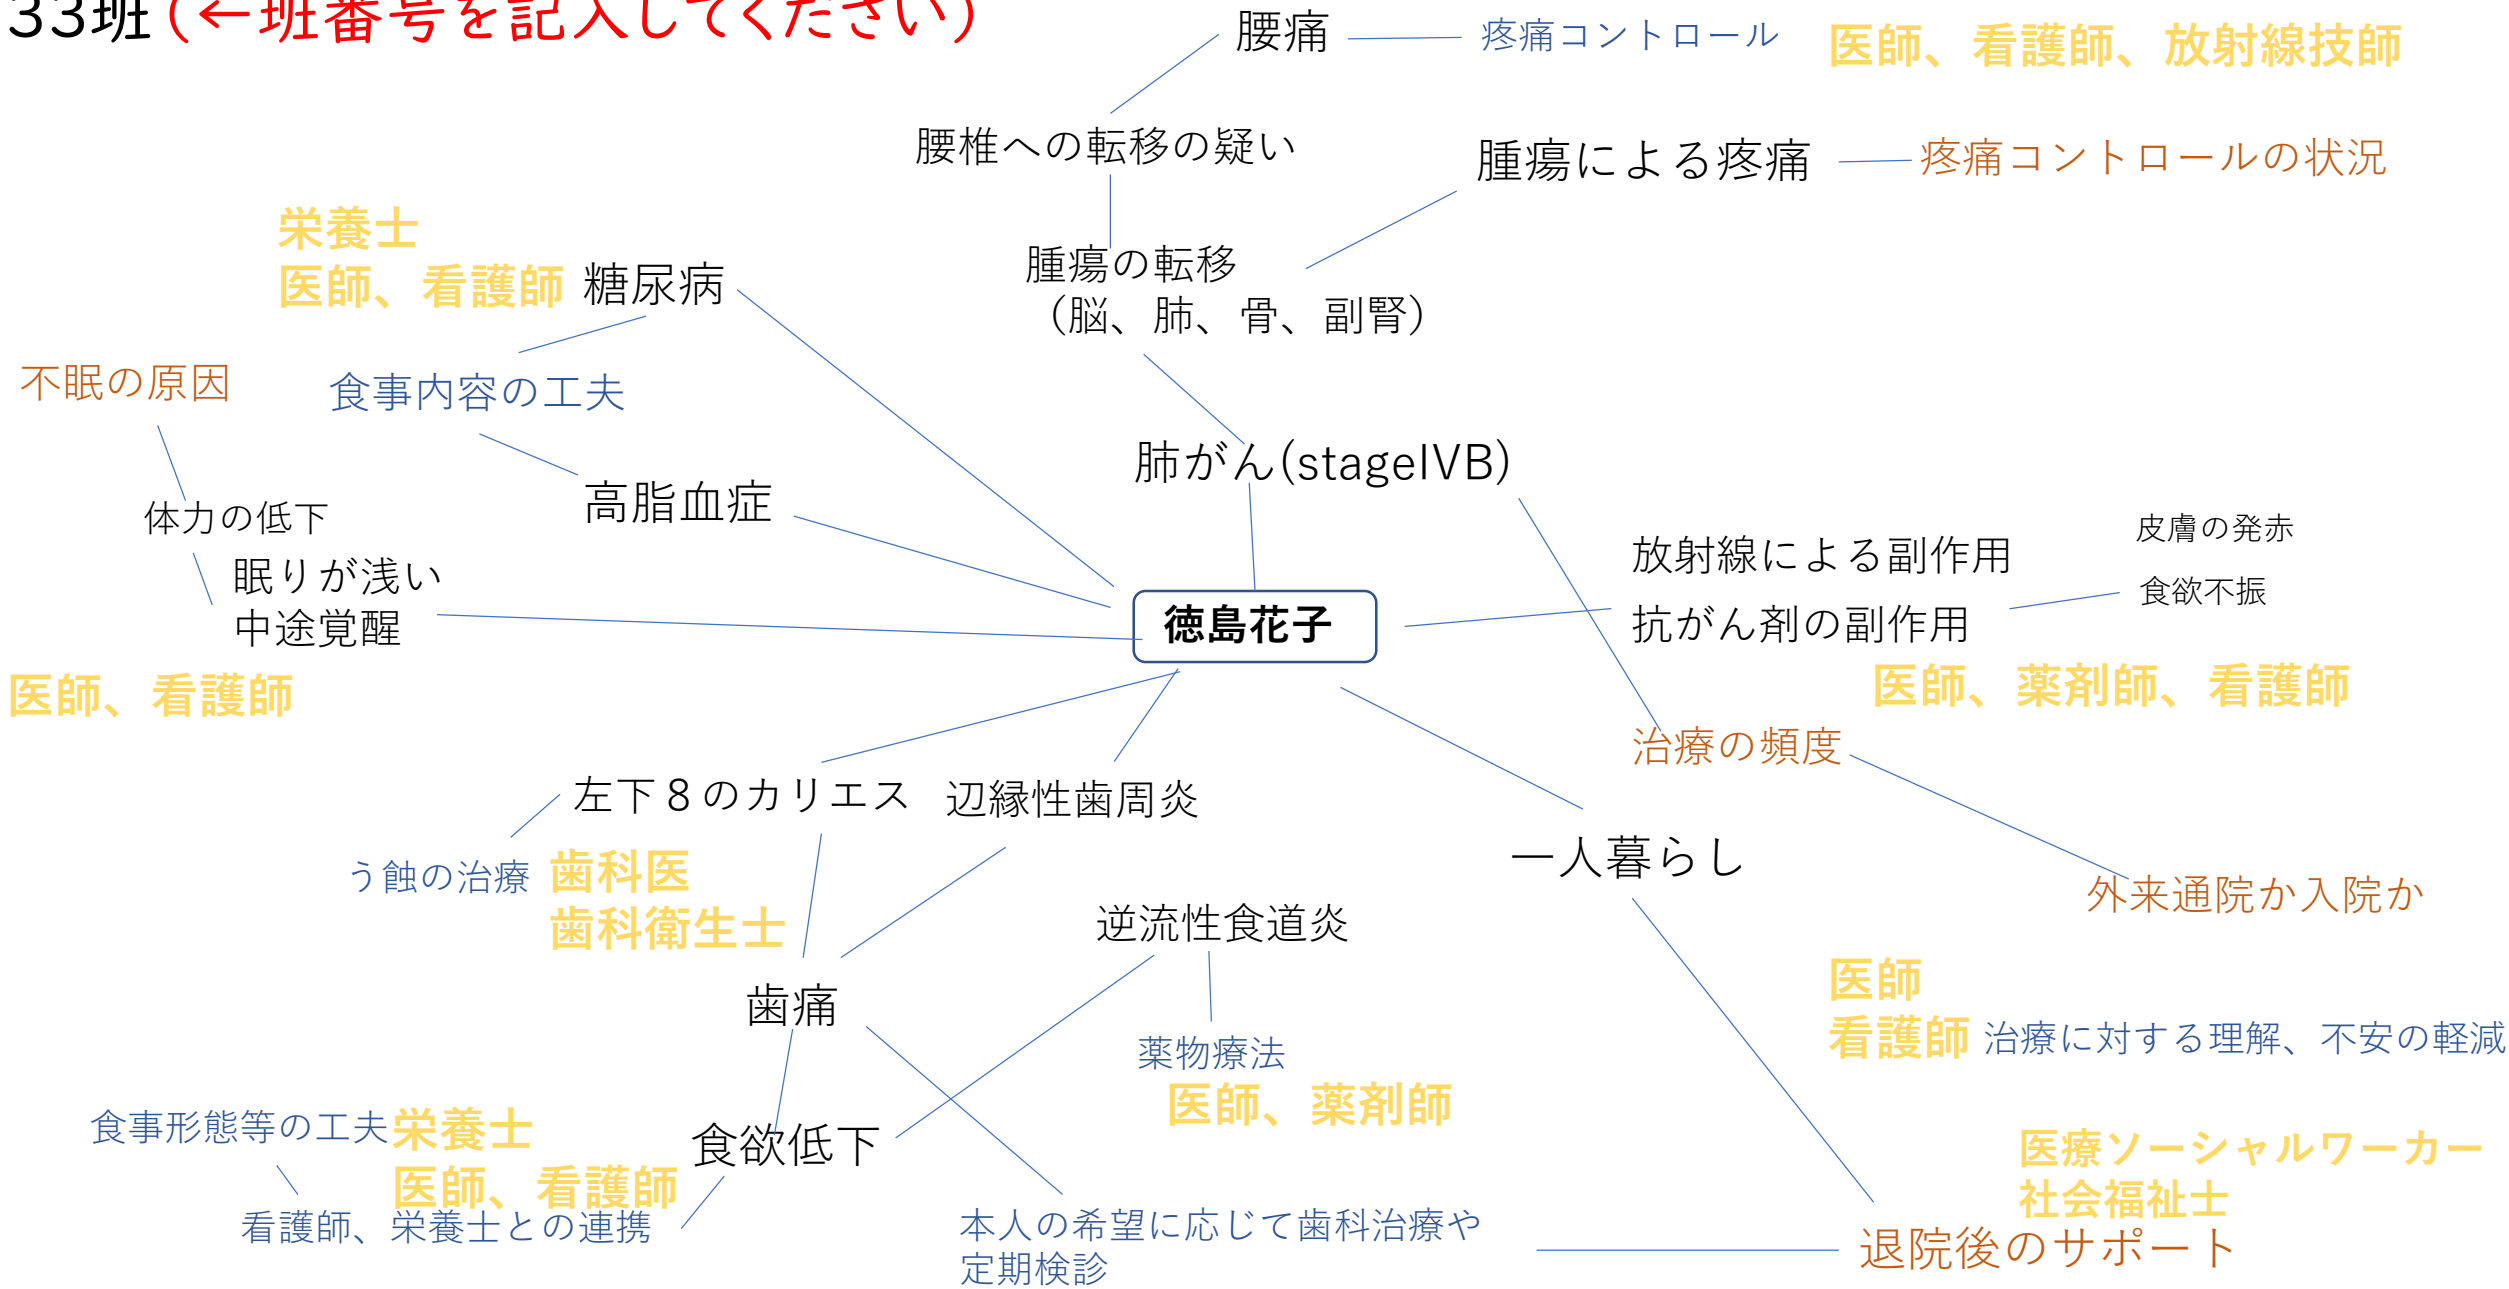 33班(←班番号を記入してください)
腰痛
疼痛コントロール
医師、看護師、放射線技師
腰椎への転移の疑い
腫瘍による疼痛
疼痛コントロールの状況
栄養士
医師、看護師
糖尿病
腫瘍の転移
(脳、肺、骨、副腎)
不眠の原因
食事内容の工夫
肺がん(stageIVB)
高脂血症
体力の低下
眠りが浅い
中途覚醒
医師、看護師
徳島花子
放射線による副作用
抗がん剤の副作用
皮膚の発赤
食欲不振
医師、薬剤師、看護師
治療の頻度
外来通院か入院か
左下8のカリエス
辺縁性歯周炎
う蝕の治療
歯科医
歯科衛生士
一人暮らし
逆流性食道炎
歯痛
薬物療法
医師、薬剤師
医師
看護師
治療に対する理解、不安の軽減
食事形態等の工夫
栄養士
医師、看護師
食欲低下
看護師、栄養士との連携
本人の希望に応じて歯科治療や
定期検診
医療ソーシャルワーカー
社会福祉士
退院後のサポート